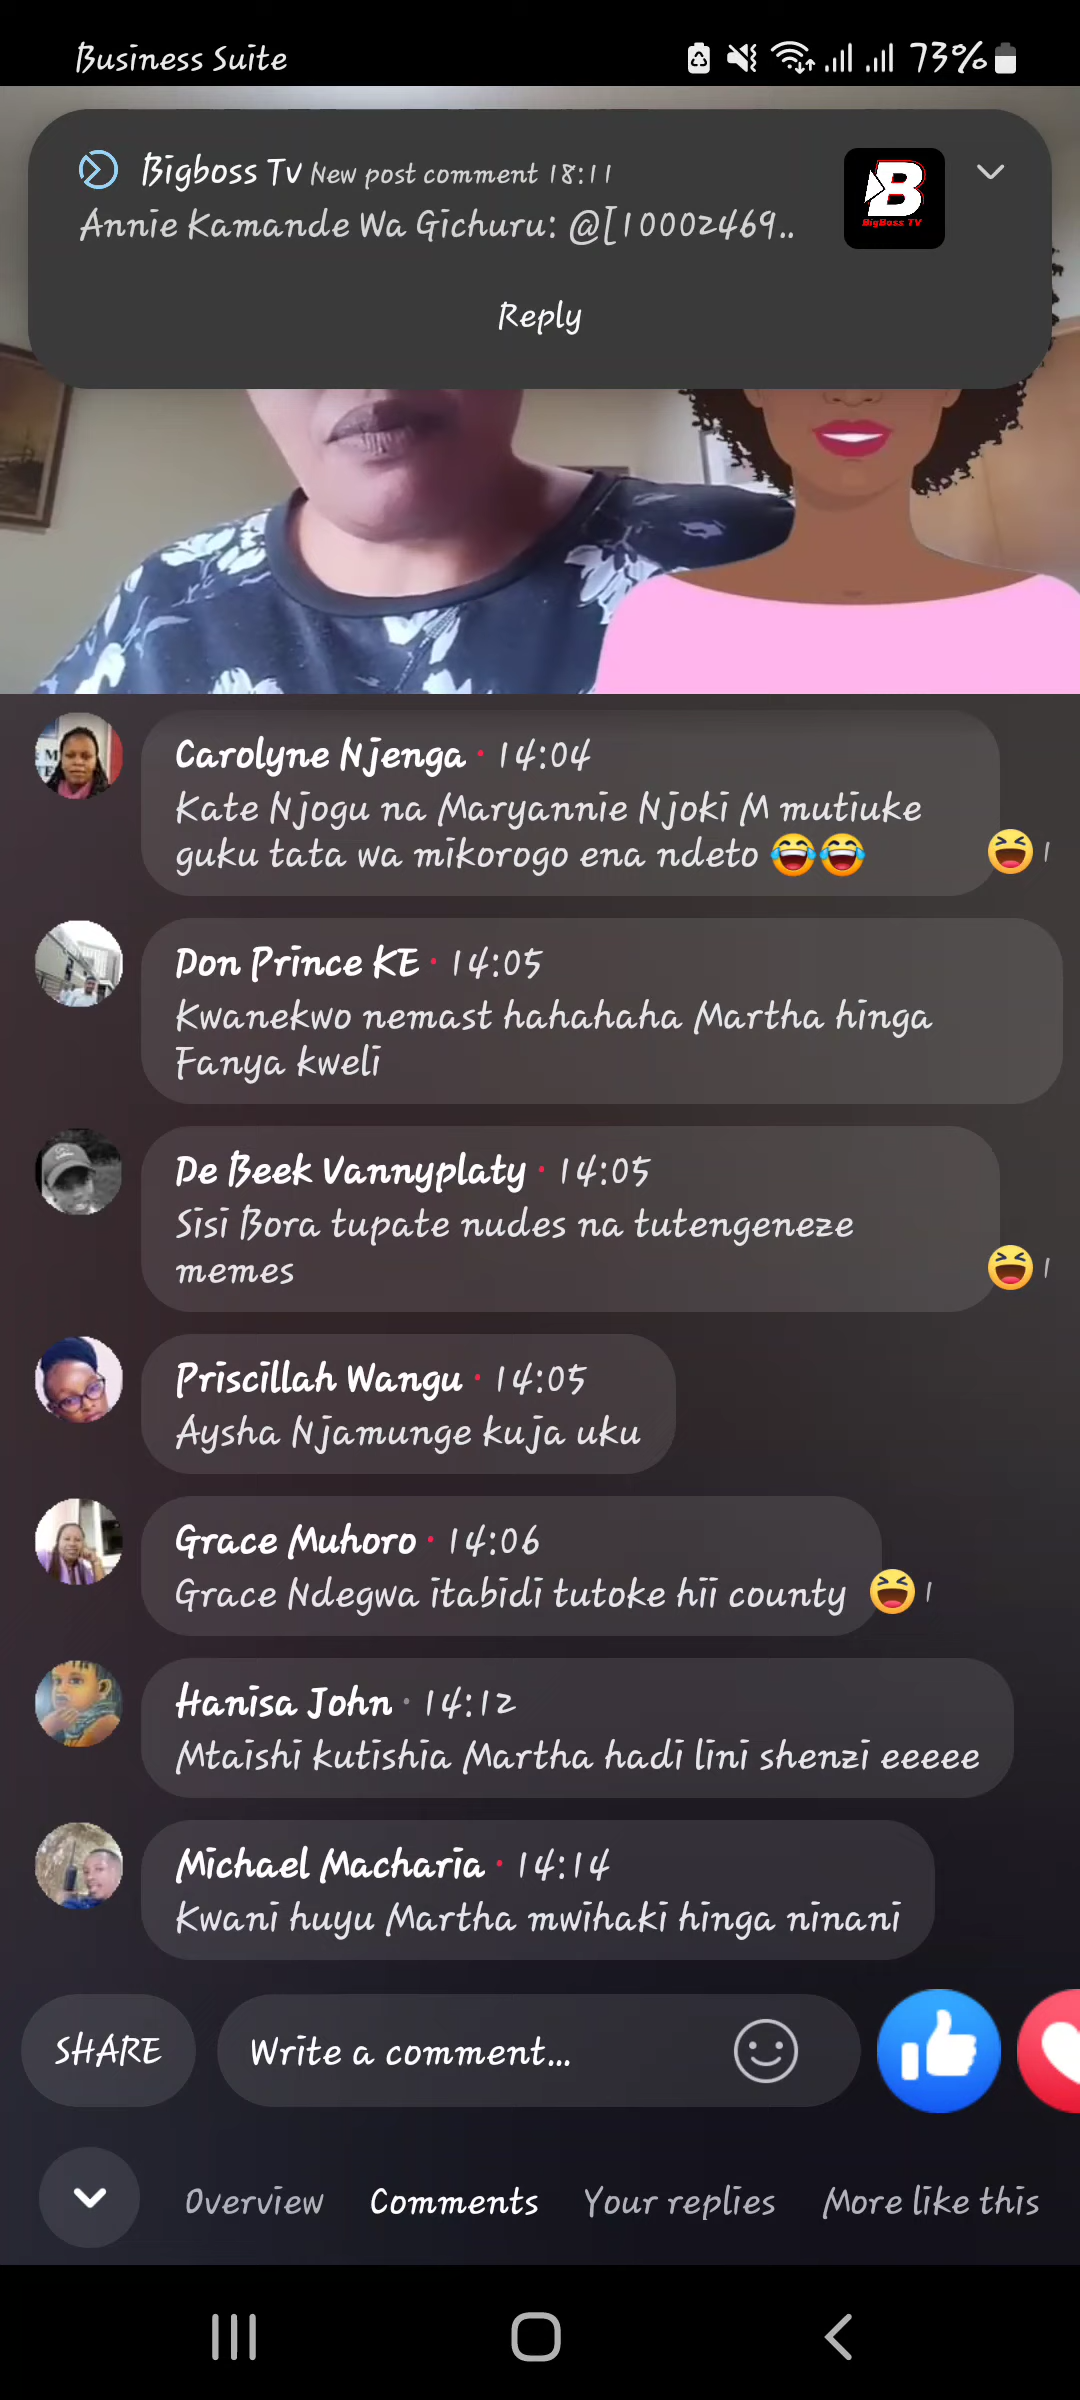 Business Suite
73%
Bigboss Tv New post comment 18:11
Annie Kamande Wa Gichuru: @[10002469..
B
BigBoss TV
Reply
Carolyne Njenga · 14:04
Kate Njogu na Maryannie Njoki M mutiuke
guku tata wa mikorogo ena ndeto 😂😂
😆 1
Don Prince KE · 14:05
Kwanekwo nemast hahahaha Martha hinga
Fanya kweli
De Beek Vannyplaty · 14:05
Sisi Bora tupate nudes na tutengeneze
memes
😆 1
Priscillah Wangu · 14:05
Aysha Njamunge kuja uku
Grace Muhoro · 14:06
Grace Ndegwa itabidi tutoke hii county
😆 1
Hanisa John · 14:12
Mtaishi kutishia Martha hadi lini shenzi eeeee
Michael Macharia · 14:14
Kwani huyu Martha mwihaki hinga ninani
SHARE
Write a comment...
Overview
Comments
Your replies
More like this